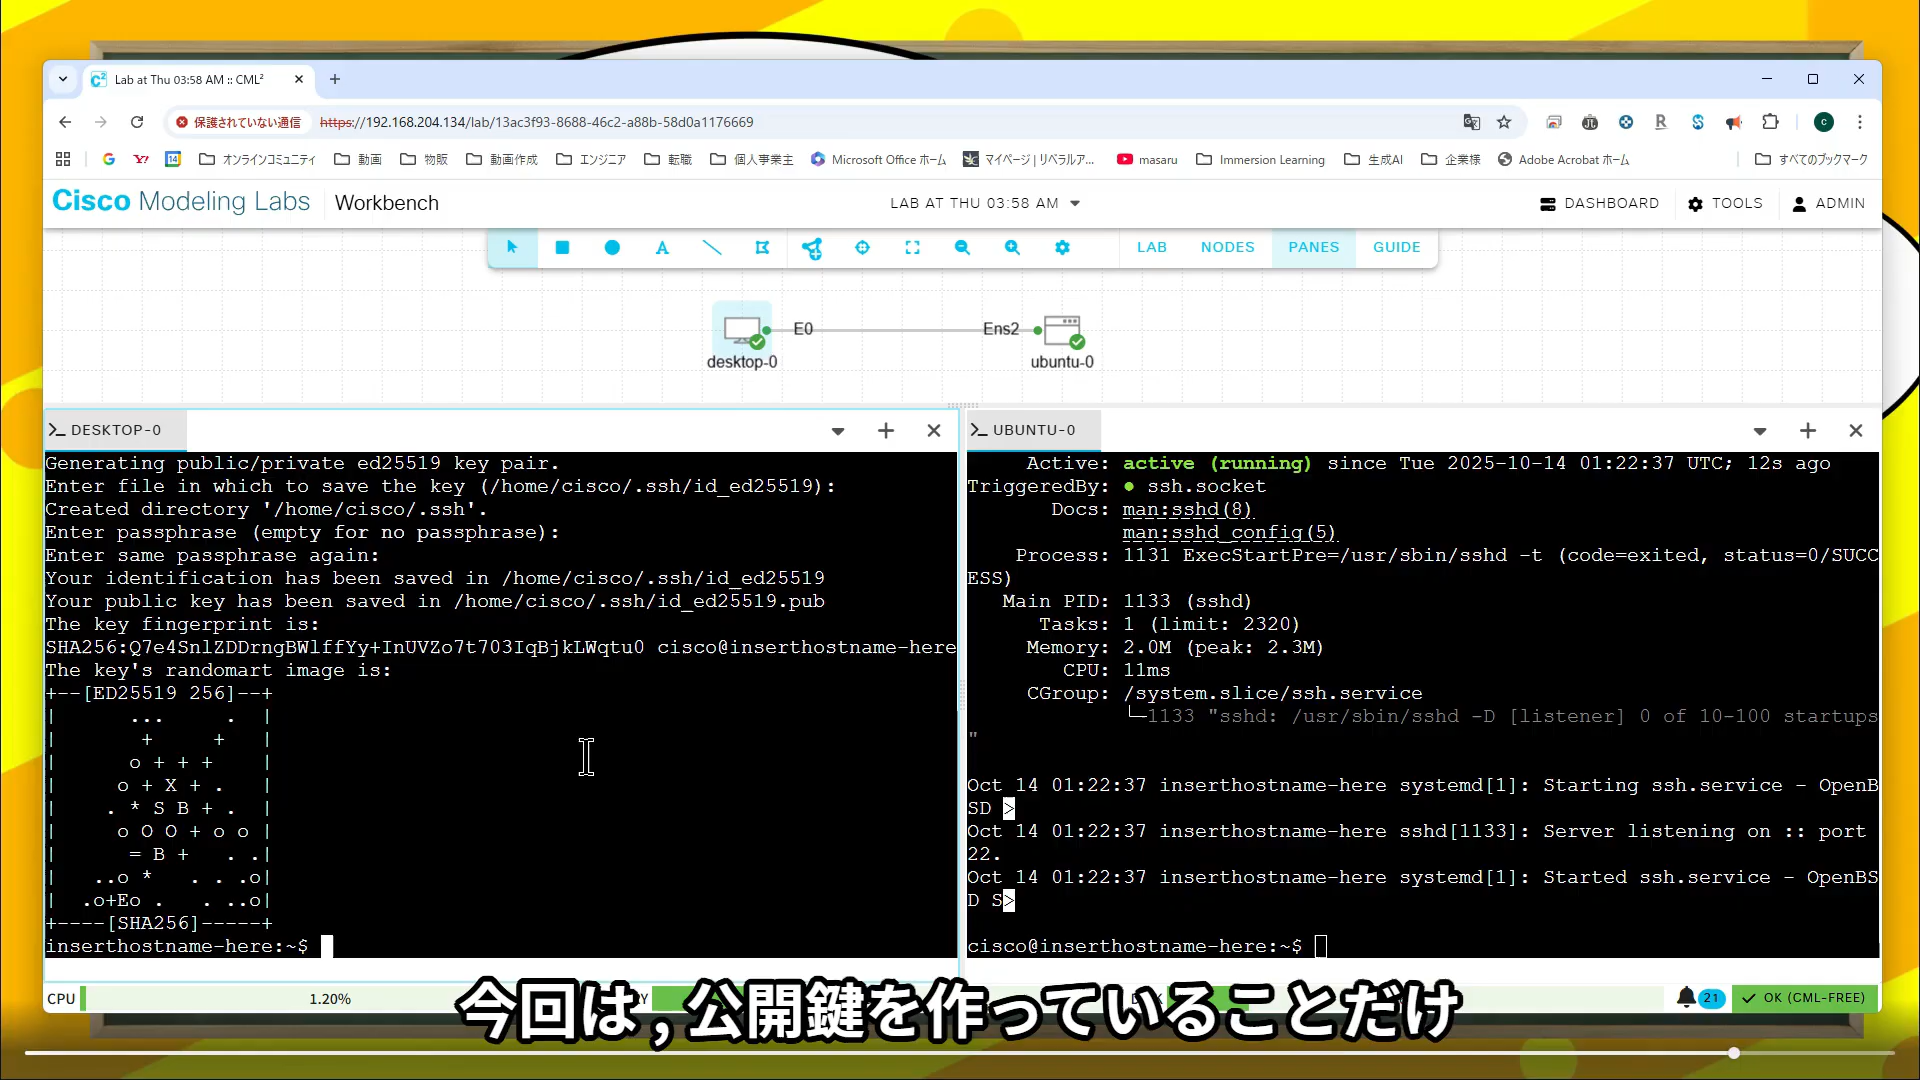 Lab at Thu 03:58 AM :: CML²
保護されていない通信 https://192.168.204.134/lab/13ac3f93-8688-46c2-a88b-58d0a1176669
オンラインコミュニティ 動画 物販 動画作成 エンジニア 転職 個人事業主 Microsoft Office ホーム マイページ | リベラルア... masaru Immersion Learning 生成AI 企業様 Adobe Acrobat ホーム すべてのブックマーク
Cisco Modeling Labs Workbench LAB AT THU 03:58 AM DASHBOARD TOOLS ADMIN
LAB NODES PANES GUIDE
E0 Ens2
desktop-0 ubuntu-0
DESKTOP-0
Generating public/private ed25519 key pair.
Enter file in which to save the key (/home/cisco/.ssh/id_ed25519):
Created directory '/home/cisco/.ssh'.
Enter passphrase (empty for no passphrase):
Enter same passphrase again:
Your identification has been saved in /home/cisco/.ssh/id_ed25519
Your public key has been saved in /home/cisco/.ssh/id_ed25519.pub
The key fingerprint is:
SHA256:Q7e4SnlZDDrngBWlffYy+InUVZo7t703IqBjkLWqtu0 cisco@inserthostname-here
The key's randomart image is:
+--[ED25519 256]--+
|      ...     .  |
|       +     +   |
|      o + + +    |
|     o + X + .   |
|    . * S B + .  |
|     o O O + o o |
|      = B +   . .|
|   ..o *   . . .o|
|  .o+Eo .   . ..o|
+----[SHA256]-----+
inserthostname-here:~$
UBUNTU-0
Active: active (running) since Tue 2025-10-14 01:22:37 UTC; 12s ago
TriggeredBy: ● ssh.socket
Docs: man:sshd(8)
man:sshd_config(5)
Process: 1131 ExecStartPre=/usr/sbin/sshd -t (code=exited, status=0/SUCC
ESS)
Main PID: 1133 (sshd)
Tasks: 1 (limit: 2320)
Memory: 2.0M (peak: 2.3M)
CPU: 11ms
CGroup: /system.slice/ssh.service
└─1133 "sshd: /usr/sbin/sshd -D [listener] 0 of 10-100 startups
"
Oct 14 01:22:37 inserthostname-here systemd[1]: Starting ssh.service - OpenB
SD >
Oct 14 01:22:37 inserthostname-here sshd[1133]: Server listening on :: port
22.
Oct 14 01:22:37 inserthostname-here systemd[1]: Started ssh.service - OpenBS
D S>
cisco@inserthostname-here:~$
CPU 1.20% 21 OK (CML-FREE)
今回は,公開鍵を作っていることだけ